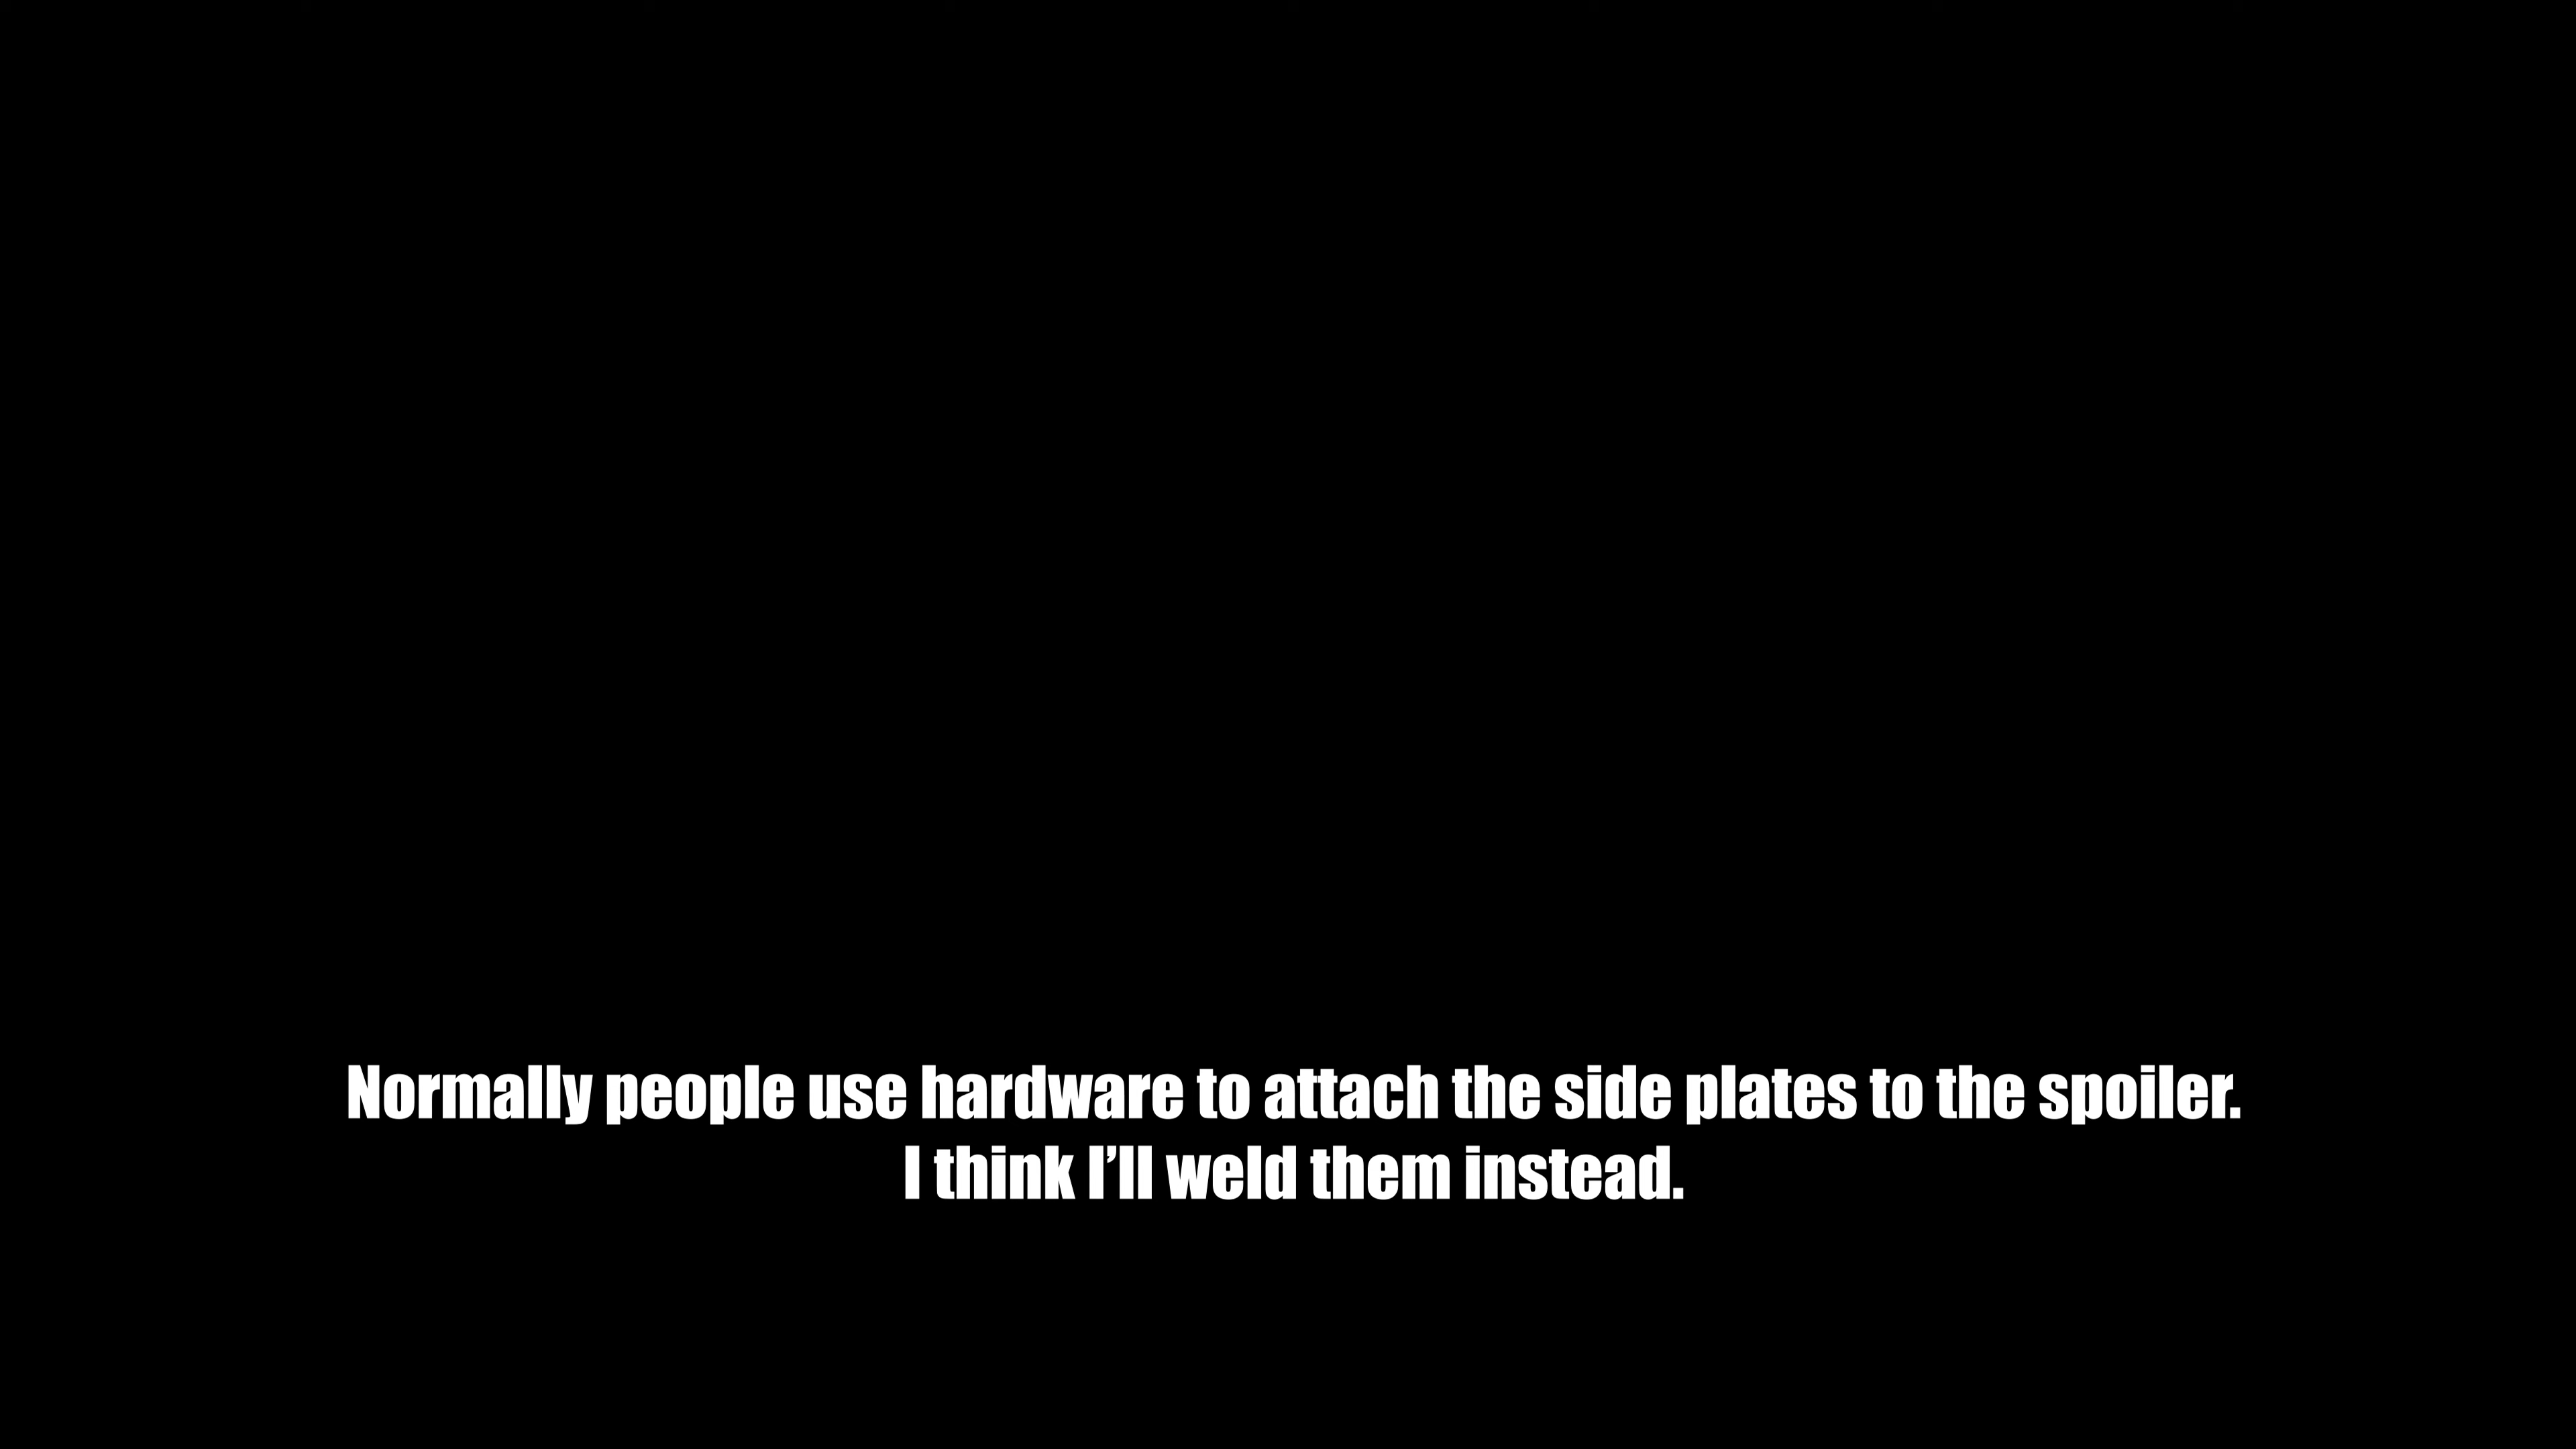 Normally people use hardware to attach the side plates to the spoiler.
I think I’ll weld them instead.